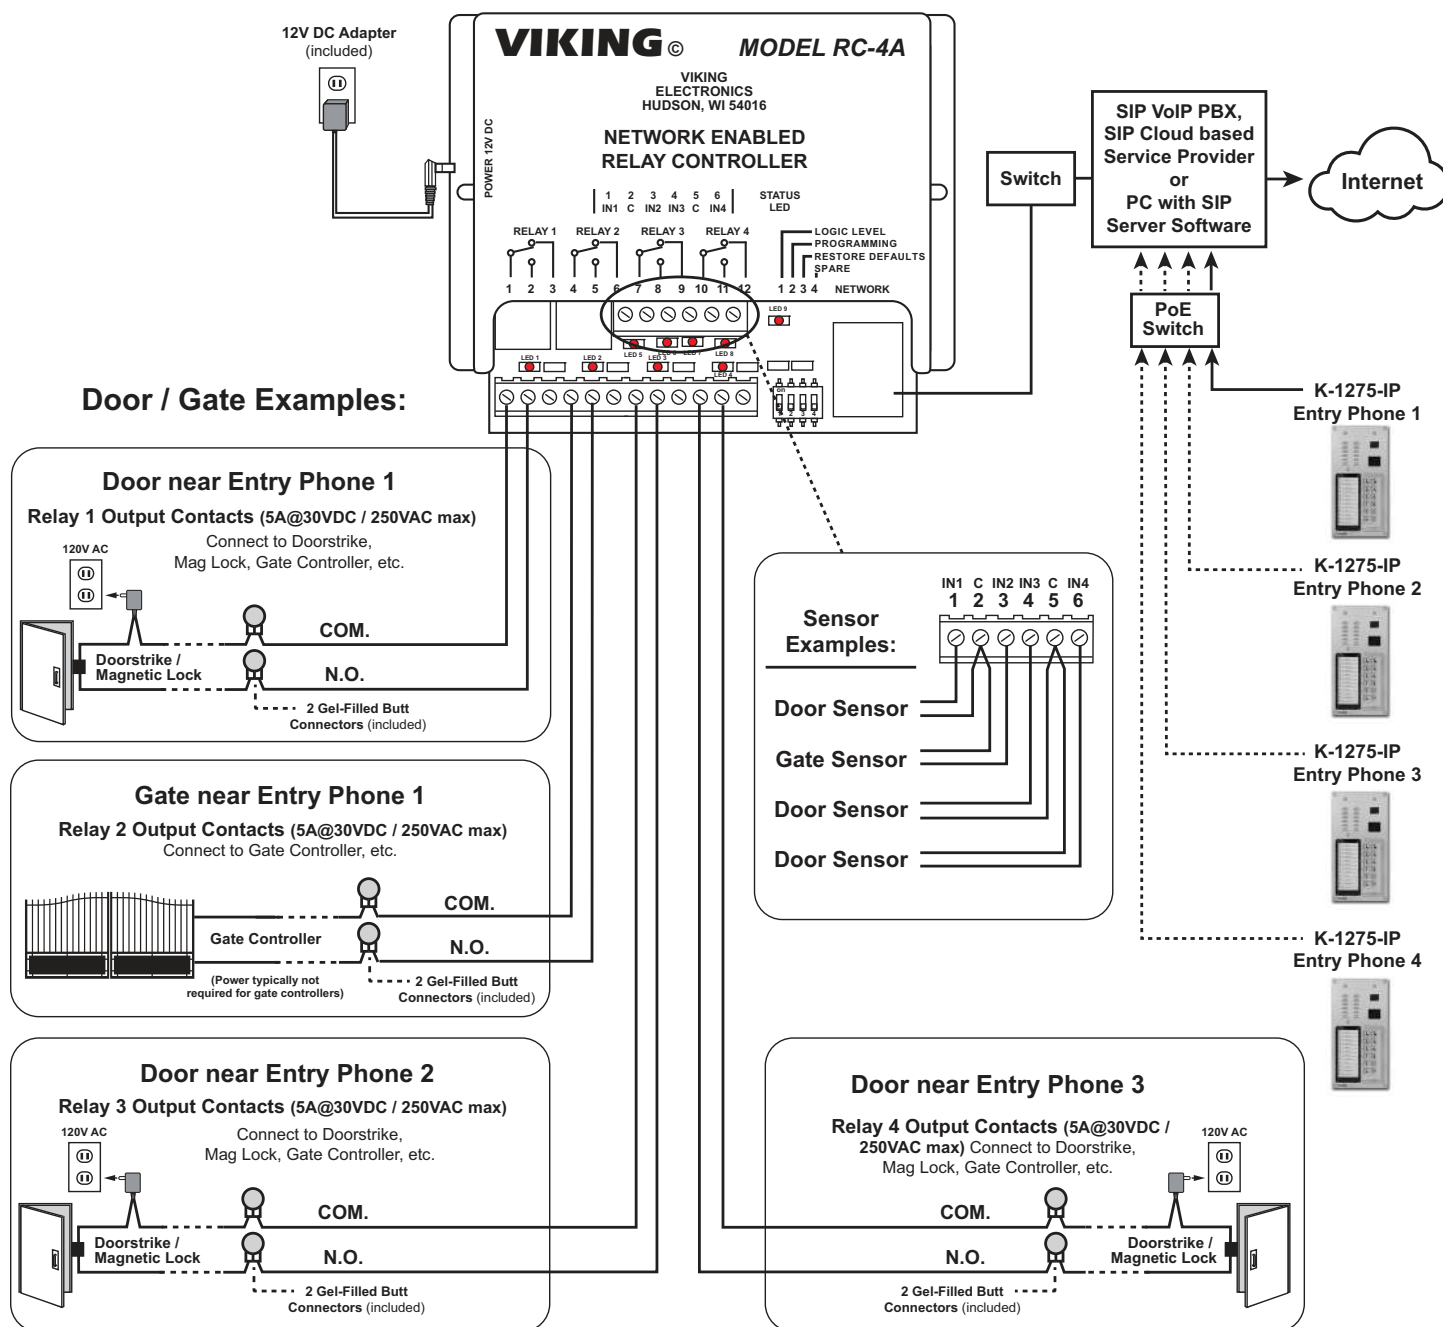 12V DC Adapter
(included)
VIKING © MODEL RC-4A
VIKING
ELECTRONICS
HUDSON, WI 54016
NETWORK ENABLED
RELAY CONTROLLER
POWER 12V DC
1 2 3 4 5 6
IN1 C IN2 IN3 C IN4
STATUS
LED
RELAY 1 RELAY 2 RELAY 3 RELAY 4
LOGIC LEVEL
PROGRAMMING
RESTORE DEFAULTS
SPARE
1 2 3 4 5 6 7 8 9 10 11 12 1 2 3 4 NETWORK
LED 9
LED 5 LED 8
LED 1 LED 2 LED 3
LED 4
on
2 3 4
Switch
SIP VoIP PBX,
SIP Cloud based
Service Provider
or
PC with SIP
Server Software
Internet
PoE
Switch
K-1275-IP
Entry Phone 1
K-1275-IP
Entry Phone 2
K-1275-IP
Entry Phone 3
K-1275-IP
Entry Phone 4
Door / Gate Examples:
Door near Entry Phone 1
Relay 1 Output Contacts (5A@30VDC / 250VAC max)
Connect to Doorstrike,
Mag Lock, Gate Controller, etc.
120V AC
COM.
Doorstrike /
Magnetic Lock
N.O.
2 Gel-Filled Butt
Connectors (included)
Gate near Entry Phone 1
Relay 2 Output Contacts (5A@30VDC / 250VAC max)
Connect to Gate Controller, etc.
COM.
Gate Controller
N.O.
(Power typically not
required for gate controllers)
2 Gel-Filled Butt
Connectors (included)
Door near Entry Phone 2
Relay 3 Output Contacts (5A@30VDC / 250VAC max)
Connect to Doorstrike,
Mag Lock, Gate Controller, etc.
120V AC
COM.
Doorstrike /
Magnetic Lock
N.O.
2 Gel-Filled Butt
Connectors (included)
Sensor
Examples:
IN1 C IN2 IN3 C IN4
1 2 3 4 5 6
Door Sensor
Gate Sensor
Door Sensor
Door Sensor
Door near Entry Phone 3
Relay 4 Output Contacts (5A@30VDC /
250VAC max) Connect to Doorstrike,
Mag Lock, Gate Controller, etc.
120V AC
COM.
Doorstrike /
Magnetic Lock
N.O.
2 Gel-Filled Butt
Connectors (included)